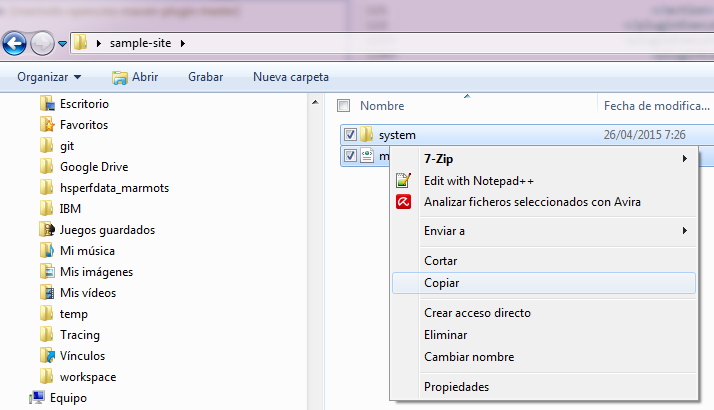 sample-site
Organizar Abrir Grabar Nueva carpeta
Escritorio
Favoritos
git
Google Drive
hsperfdata_marmots
IBM
Juegos guardados
Mi música
Mis imágenes
Mis vídeos
temp
Tracing
Vínculos
workspace
Equipo
Nombre Fecha de modifica...
system 26/04/2015 7:26
m
7-Zip
Edit with Notepad++
Analizar ficheros seleccionados con Avira
Enviar a
Cortar
Copiar
Crear acceso directo
Eliminar
Cambiar nombre
Propiedades